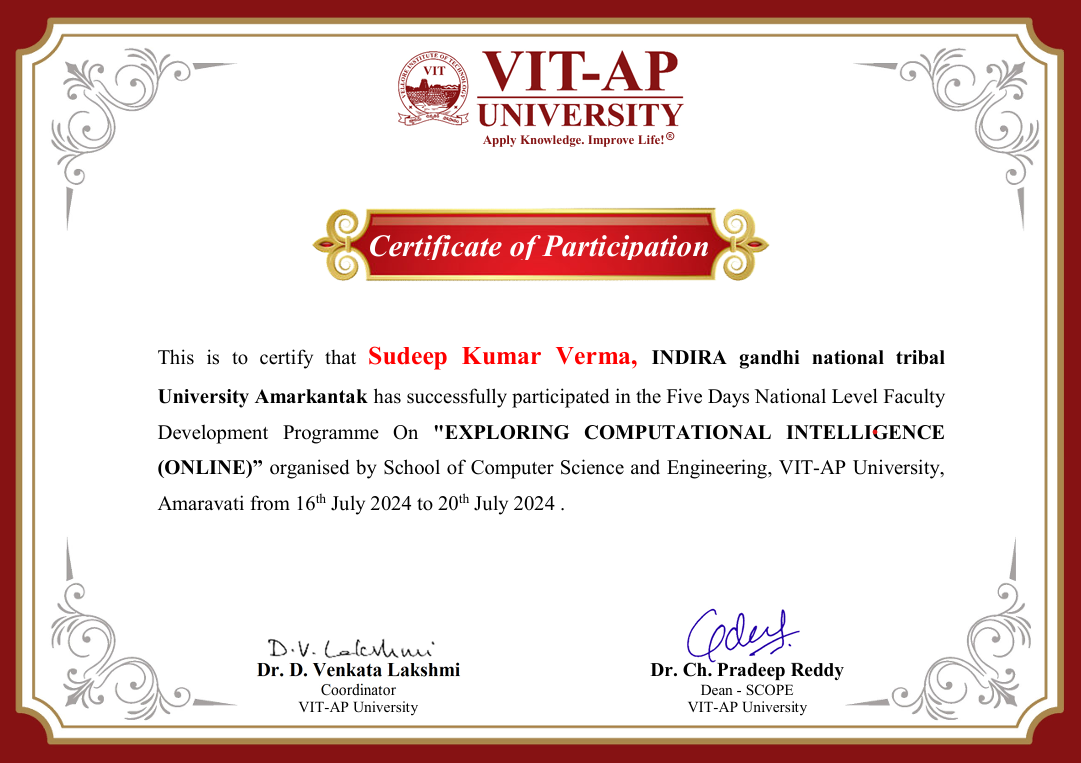 VELLORE INSTITUTE OF TECHNOLOGY
VIT
VIT-AP
UNIVERSITY
Apply Knowledge. Improve Life!®
Certificate of Participation
This is to certify that Sudeep Kumar Verma, INDIRA gandhi national tribal
University Amarkantak has successfully participated in the Five Days National Level Faculty
Development Programme On "EXPLORING COMPUTATIONAL INTELLIGENCE
(ONLINE)” organised by School of Computer Science and Engineering, VIT-AP University,
Amaravati from 16th July 2024 to 20th July 2024 .
D.V. Lakshmi
Dr. D. Venkata Lakshmi
Coordinator
VIT-AP University
Dr. Ch. Pradeep Reddy
Dean - SCOPE
VIT-AP University